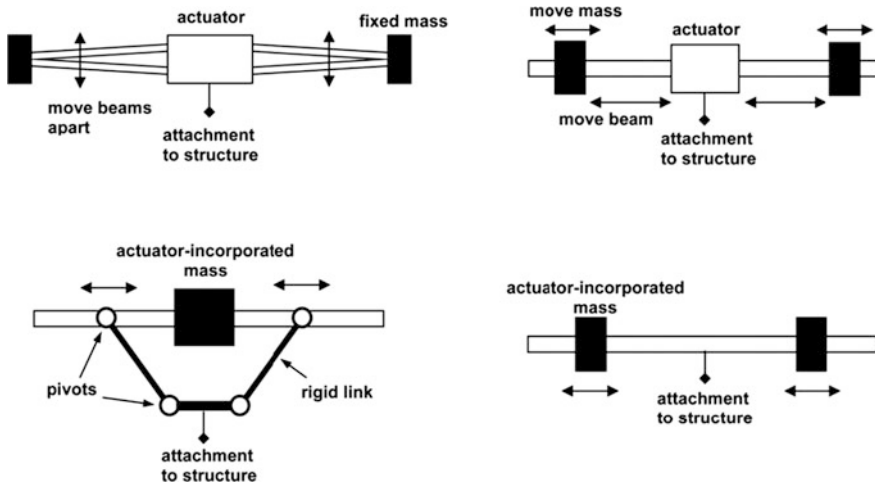 actuator
fixed mass
move beams
apart
attachment
to structure
move mass
actuator
move beam
attachment
to structure
actuator-incorporated
mass
pivots
rigid link
attachment
to structure
actuator-incorporated
mass
attachment
to structure